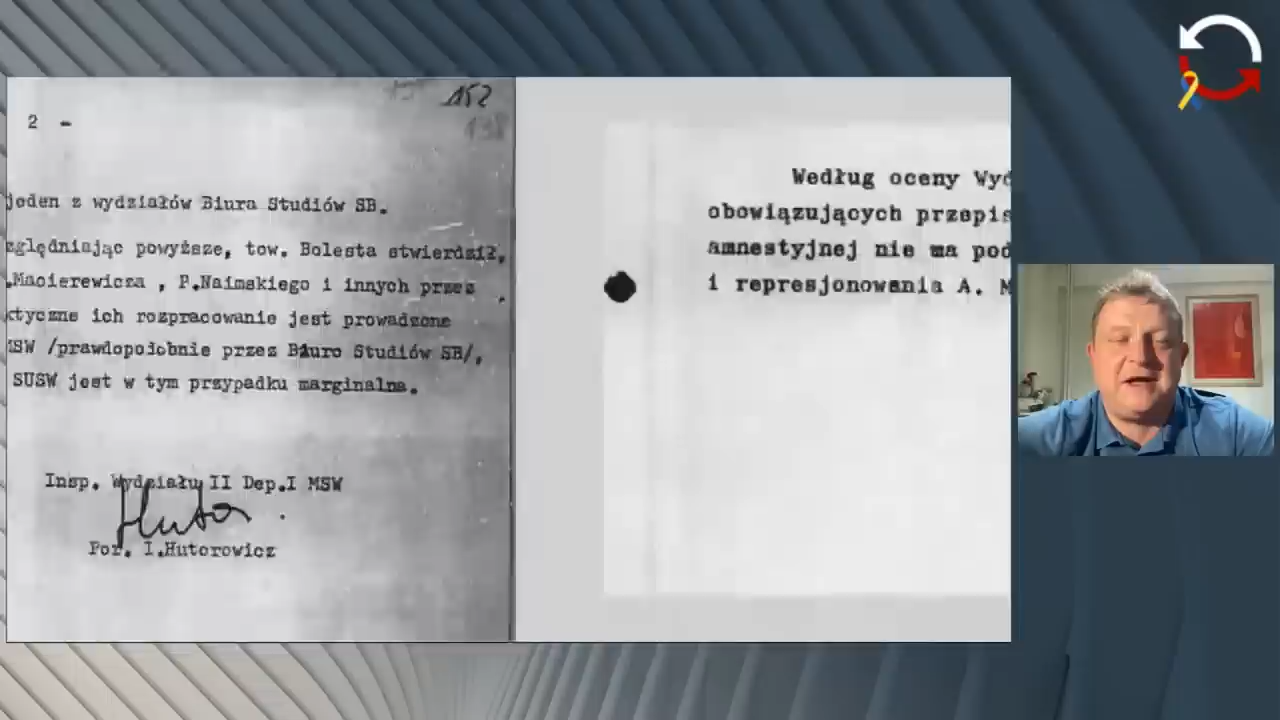 152
138
2 -
jeden z wydziałów Biura Studiów SB.
zględniając powyższe, tow. Bolesta stwierdził,
.Macierewicza , P.Naimskiego i innych przez
ktyczne ich rozpracowanie jest prowadzone
MSW /prawdopodobnie przez Biuro Studiów SB/,
SUSW jest w tym przypadku marginalna.
Insp. Wydziału II Dep.I MSW
Huto
Por. I.Hutorowicz
Według oceny Wyd
obowiązujących przepis
amnestyjnej nie ma pod
i represjonowania A. M